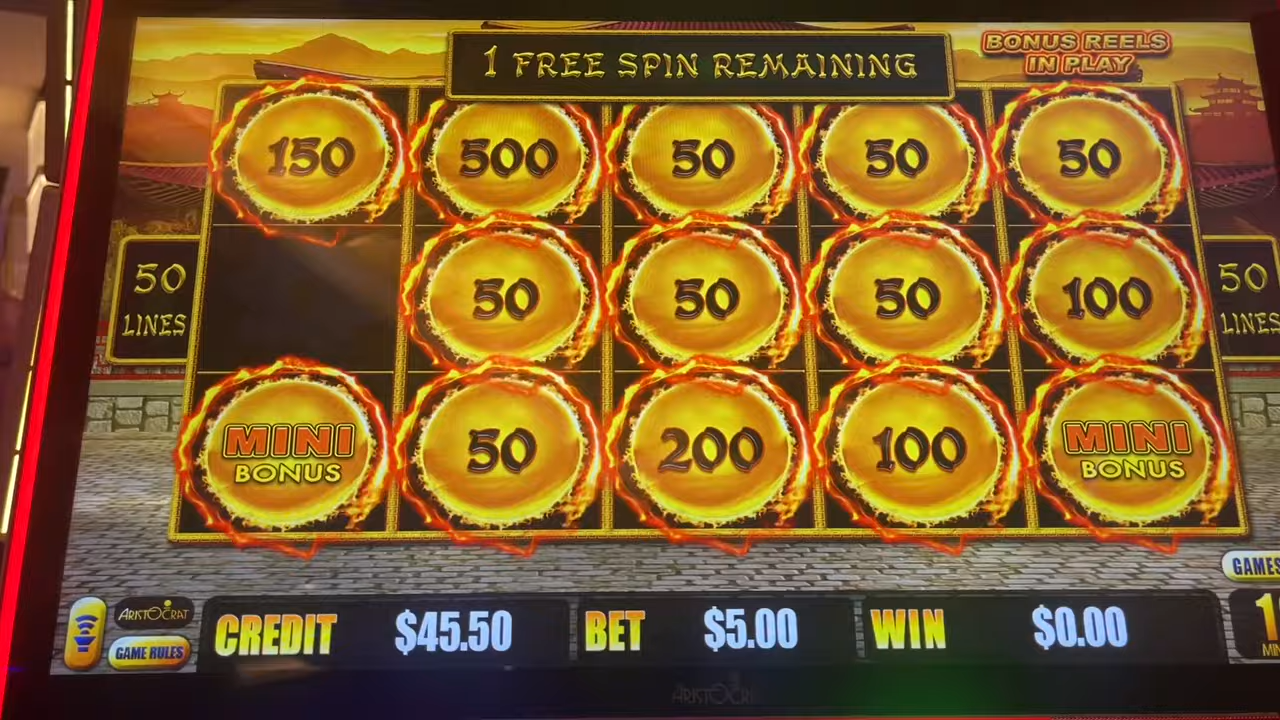 1 FREE SPIN REMAINING
BONUS REELS
IN PLAY
150 500 50 50 50
50
LINES
50 50 50 100
50
LINES
MINI
BONUS
50 200 100
MINI
BONUS
GAMES
ARISTOCRAT
GAME RULES
CREDIT $45.50 BET $5.00 WIN $0.00
1